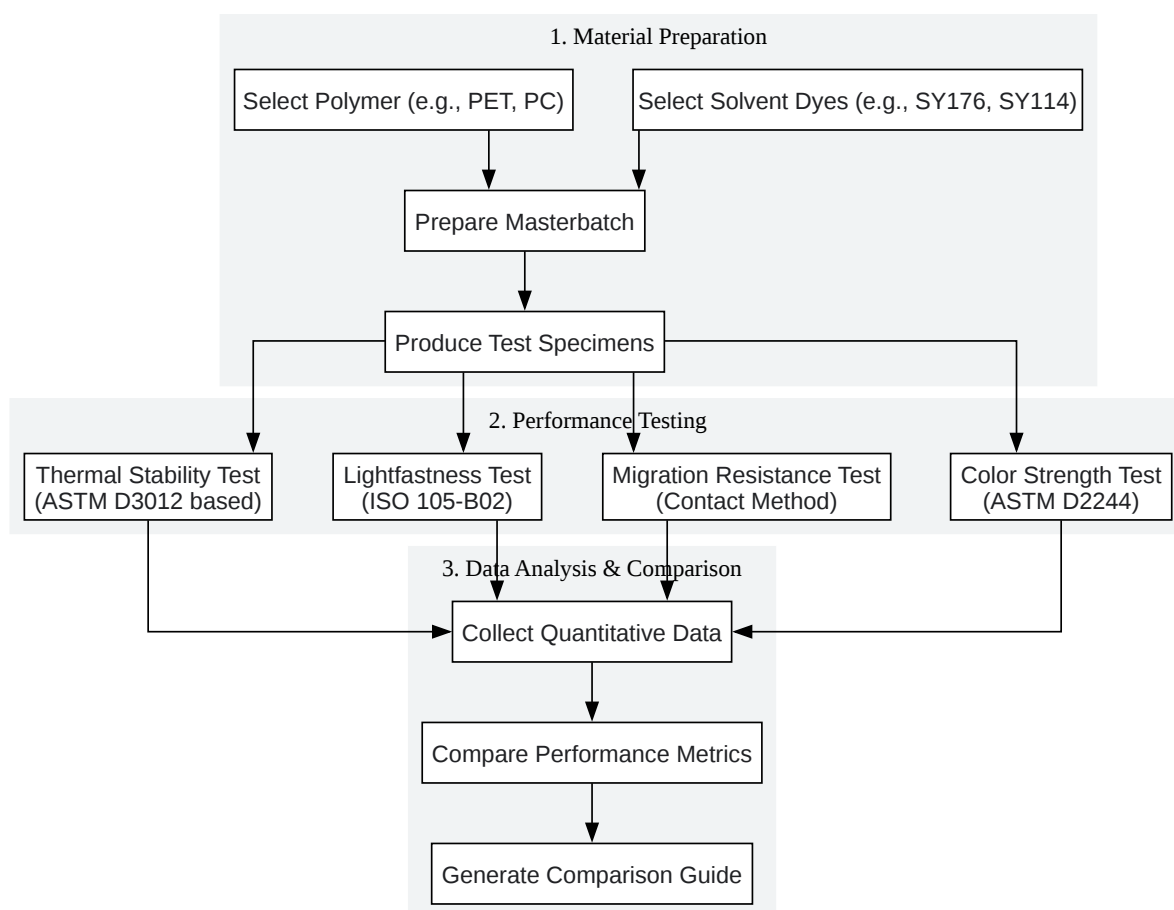 1. Material Preparation
Select Polymer (e.g., PET, PC)
Select Solvent Dyes (e.g., SY176, SY114)
Prepare Masterbatch
Produce Test Specimens
2. Performance Testing
Thermal Stability Test
(ASTM D3012 based)
Lightfastness Test
(ISO 105-B02)
Migration Resistance Test
(Contact Method)
Color Strength Test
(ASTM D2244)
3. Data Analysis & Comparison
Collect Quantitative Data
Compare Performance Metrics
Generate Comparison Guide